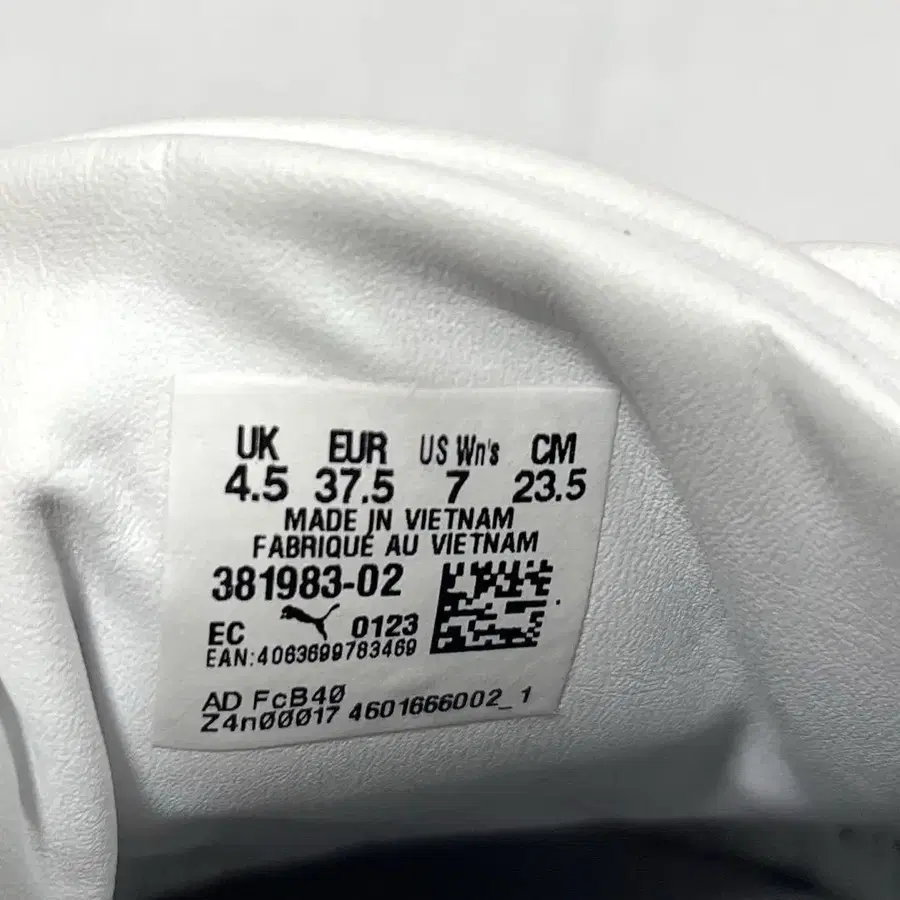 UK EUR US Wn's CM
4.5 37.5 7 23.5
MADE IN VIETNAM
FABRIQUE AU VIETNAM
381983-02
EC 0123
EAN:4063699783469
AD FcB40
Z4n00017 4601666002_1